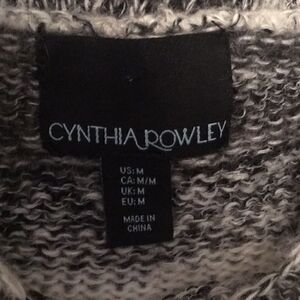 CYNTHIA ROWLEY
US: M
CA: M/M
UK: M
EU: M
MADE IN
CHINA